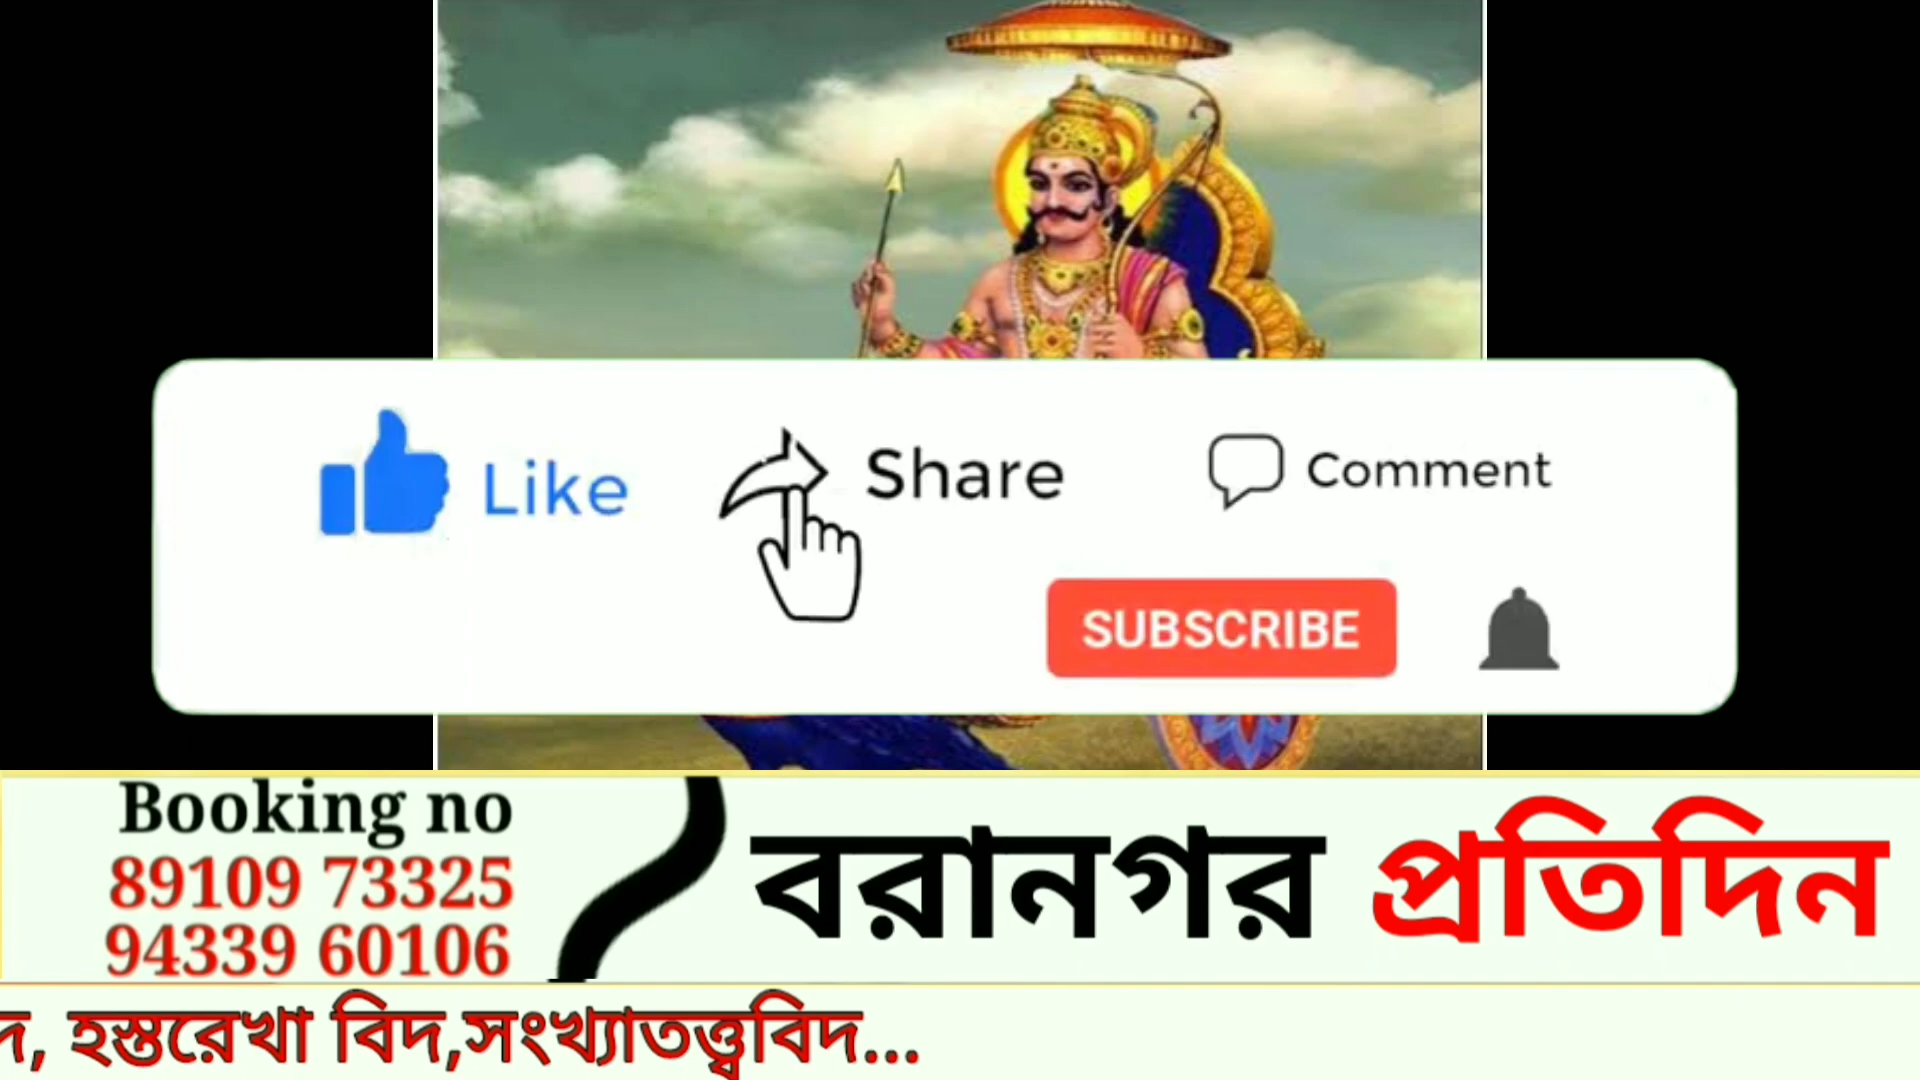 Like Share Comment
SUBSCRIBE
Booking no
89109 73325
94339 60106
বরানগর প্রতিদিন
দ, হস্তরেখা বিদ,সংখ্যাতত্ত্ববিদ...